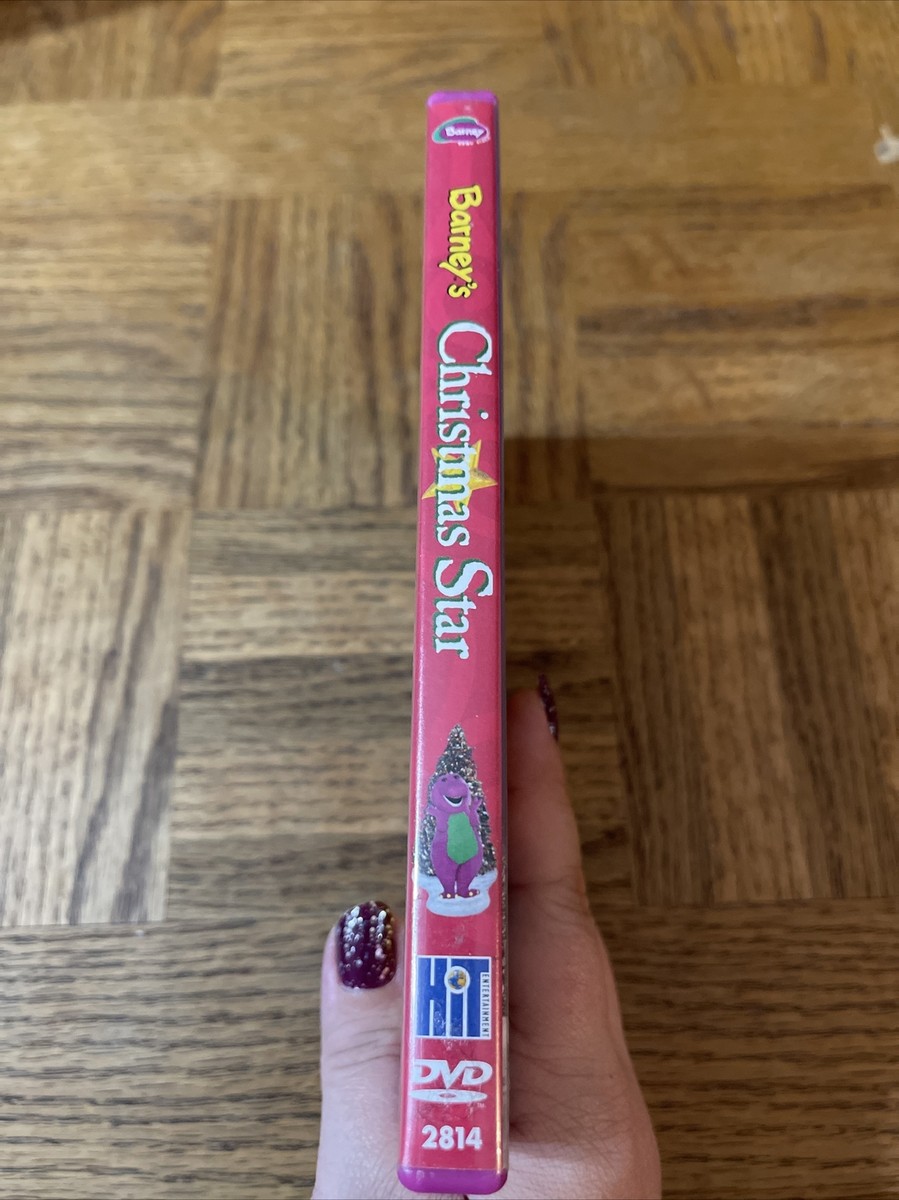 Barney
Barney's
Christmas Star
ENTERTAINMENT
DVD
2814